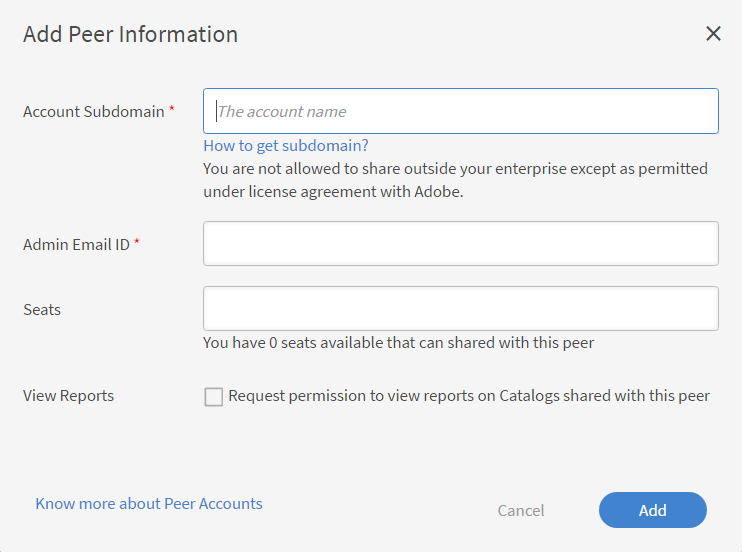 Add Peer Information
Account Subdomain *
The account name
How to get subdomain?
You are not allowed to share outside your enterprise except as permitted
under license agreement with Adobe.
Admin Email ID *
Seats
You have 0 seats available that can shared with this peer
View Reports
Request permission to view reports on Catalogs shared with this peer
Know more about Peer Accounts
Cancel
Add